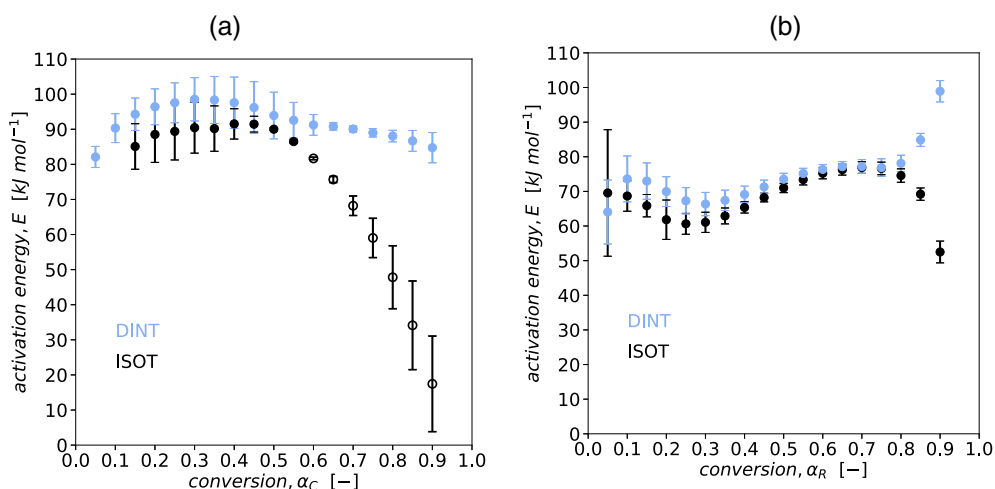 (a)
activation energy, E [kJ mol⁻¹]
110
100
90
80
70
60
50
40
30
20
10
0
DINT
ISOT
0.0 0.1 0.2 0.3 0.4 0.5 0.6 0.7 0.8 0.9 1.0
conversion, α_C [−]
(b)
activation energy, E [kJ mol⁻¹]
110
100
90
80
70
60
50
40
30
20
10
0
DINT
ISOT
0.0 0.1 0.2 0.3 0.4 0.5 0.6 0.7 0.8 0.9 1.0
conversion, α_R [−]